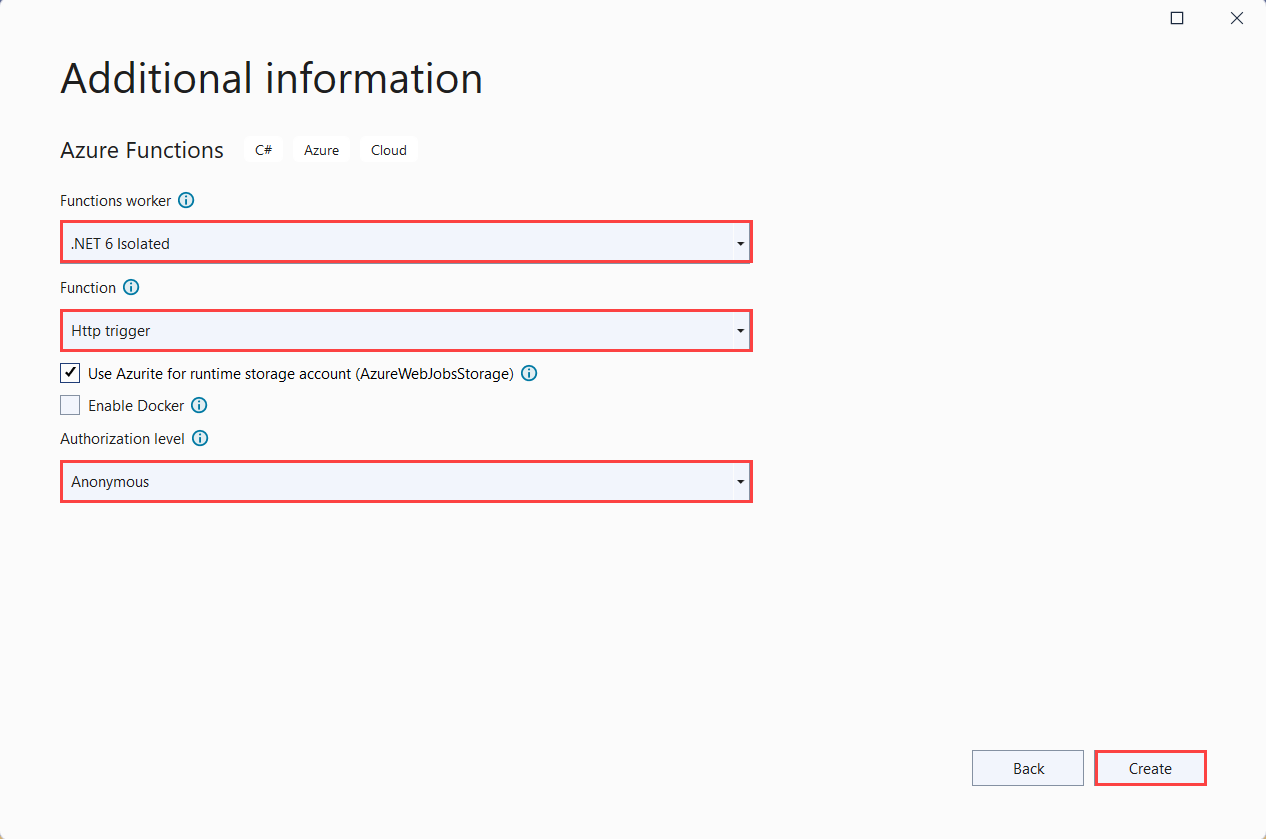 Additional information
Azure Functions C# Azure Cloud
Functions worker
.NET 6 Isolated
Function
Http trigger
Use Azurite for runtime storage account (AzureWebJobsStorage)
Enable Docker
Authorization level
Anonymous
Back Create